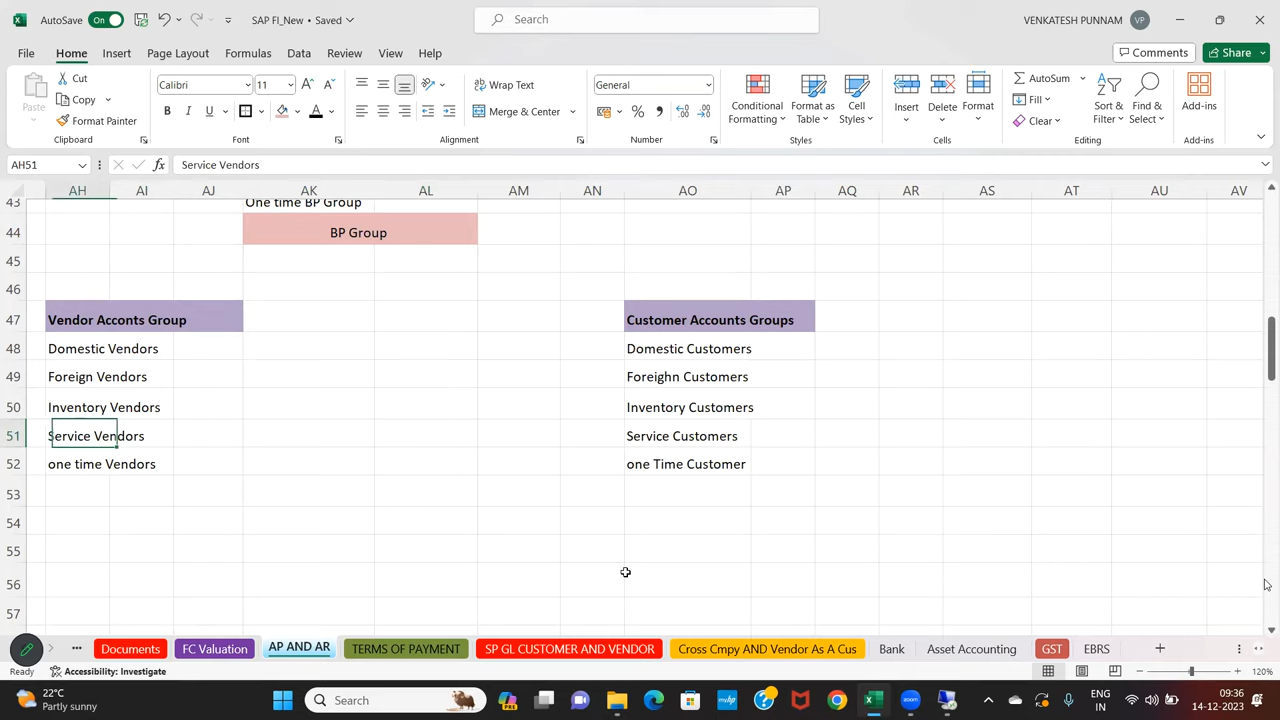 AutoSave On SAP FI_New • Saved Search VENKATESH PUNNAM VP
File Home Insert Page Layout Formulas Data Review View Help Comments Share
Paste Cut Copy Format Painter
Calibri 11 Wrap Text General Conditional Formatting Format as Table Cell Styles Insert Delete Format AutoSum Fill Clear Sort & Filter Find & Select Add-ins
B I U A Merge & Center % ,
Clipboard Font Alignment Number Styles Cells Editing Add-ins
AH51 fx Service Vendors
AH AI AJ AK AL AM AN AO AP AQ AR AS AT AU AV
43 One time BP Group
44 BP Group
45
46
47 Vendor Acconts Group Customer Accounts Groups
48 Domestic Vendors Domestic Customers
49 Foreign Vendors Foreighn Customers
50 Inventory Vendors Inventory Customers
51 Service Vendors Service Customers
52 one time Vendors one Time Customer
53
54
55
56
57
Documents FC Valuation AP AND AR TERMS OF PAYMENT SP GL CUSTOMER AND VENDOR Cross Cmpy AND Vendor As A Cus Bank Asset Accounting GST EBRS
Ready Accessibility: Investigate 120%
22°C
Partly sunny
Search
ENG
IN
09:36
14-12-2023